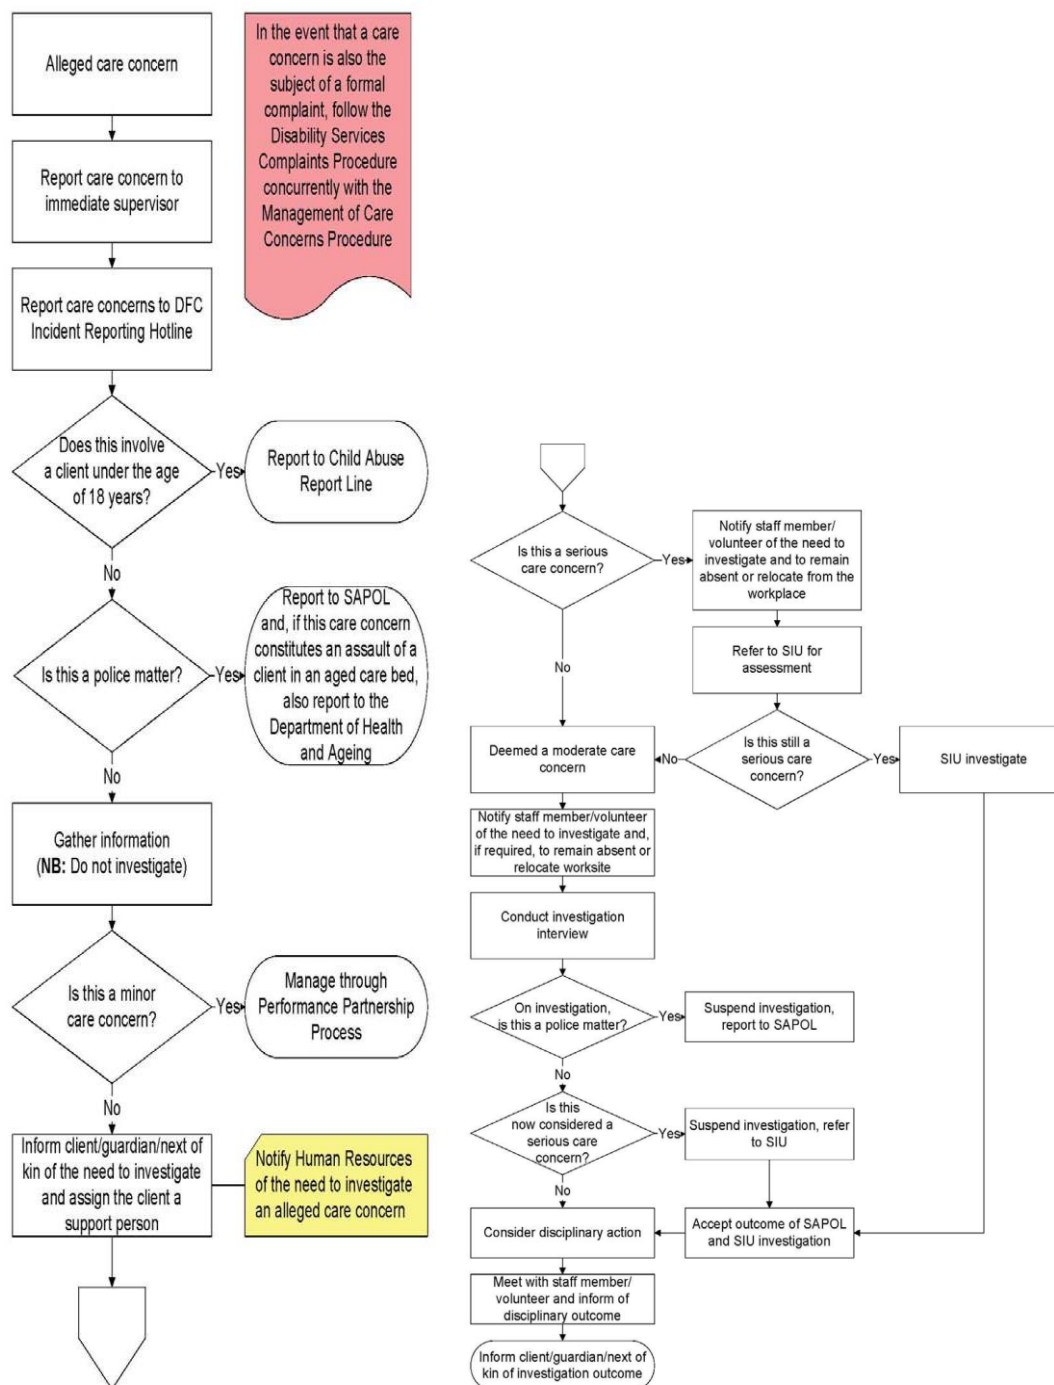 Alleged care concern
In the event that a care
concern is also the
subject of a formal
complaint, follow the
Disability Services
Complaints Procedure
concurrently with the
Management of Care
Concerns Procedure
Report care concern to
immediate supervisor
Report care concerns to DFC
Incident Reporting Hotline
Does this involve
a client under the age
of 18 years?
Yes
Report to Child Abuse
Report Line
No
Is this a police matter?
Yes
Report to SAPOL
and, if this care concern
constitutes an assault of a
client in an aged care bed,
also report to the
Department of Health
and Ageing
No
Gather information
(NB: Do not investigate)
Is this a minor
care concern?
Yes
Manage through
Performance Partnership
Process
No
Inform client/guardian/next of
kin of the need to investigate
and assign the client a
support person
Notify Human Resources
of the need to investigate
an alleged care concern
Is this a serious
care concern?
Yes
Notify staff member/
volunteer of the need to
investigate and to remain
absent or relocate from the
workplace
Refer to SIU for
assessment
No
Deemed a moderate care
concern
No
Is this still a
serious care
concern?
Yes
SIU investigate
Notify staff member/volunteer
of the need to investigate and,
if required, to remain absent or
relocate worksite
Conduct investigation
interview
On investigation,
is this a police matter?
Yes
Suspend investigation,
report to SAPOL
No
Is this
now considered a
serious care
concern?
Yes
Suspend investigation, refer
to SIU
No
Consider disciplinary action
Accept outcome of SAPOL
and SIU investigation
Meet with staff member/
volunteer and inform of
disciplinary outcome
Inform client/guardian/next of
kin of investigation outcome